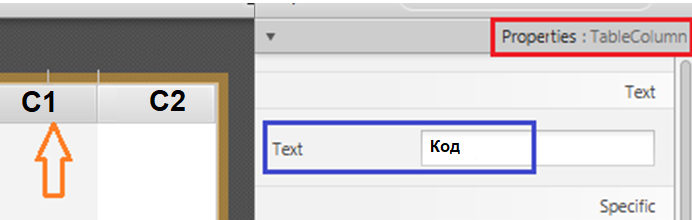 Properties : TableColumn
Text
C1 C2
Text Код
Specific